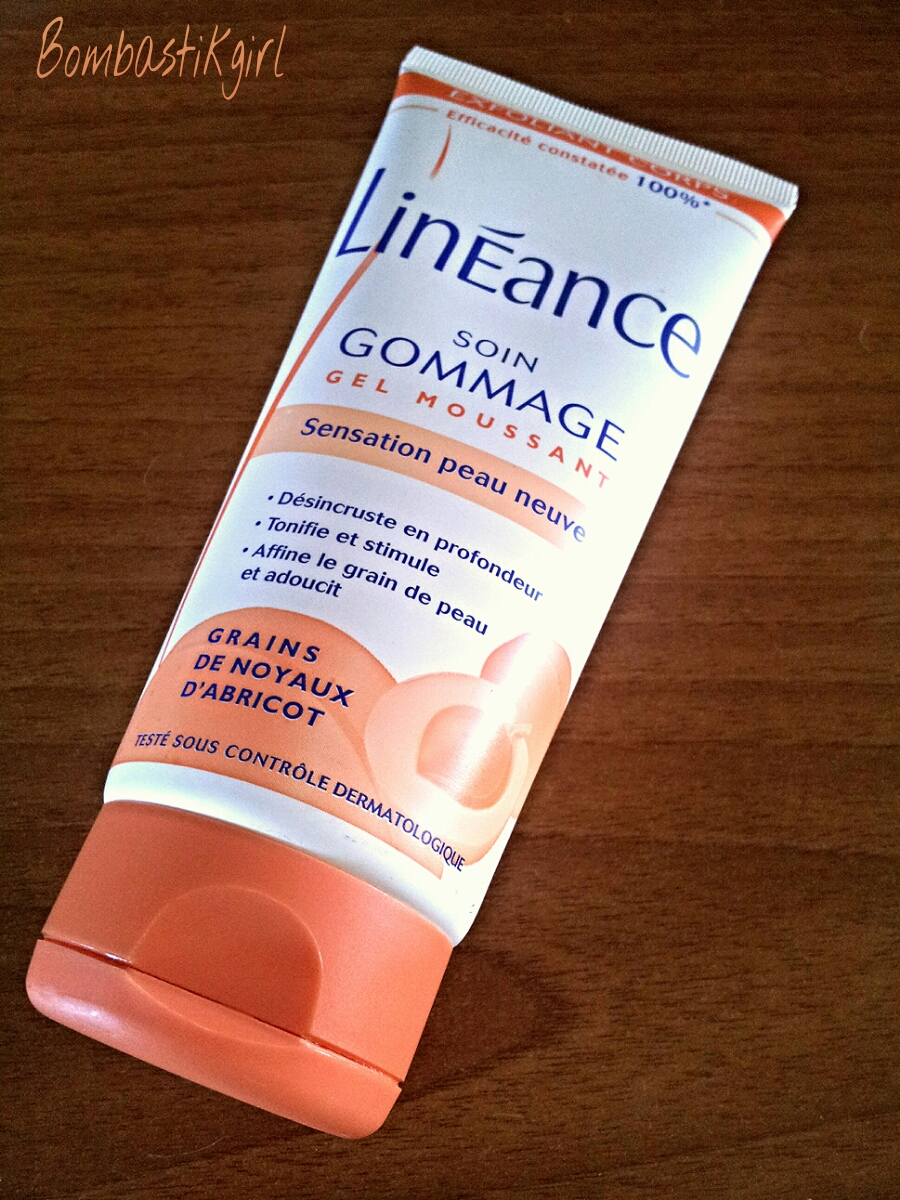 BombastiKgirl
EXFOLIANT CORPS
Efficacité constatée 100%*
LinÉance
SOIN
GOMMAGE
GEL MOUSSANT
Sensation peau neuve
• Désincruste en profondeur
• Tonifie et stimule
• Affine le grain de peau
et adoucit
GRAINS
DE NOYAUX
D'ABRICOT
TESTÉ SOUS CONTRÔLE DERMATOLOGIQUE